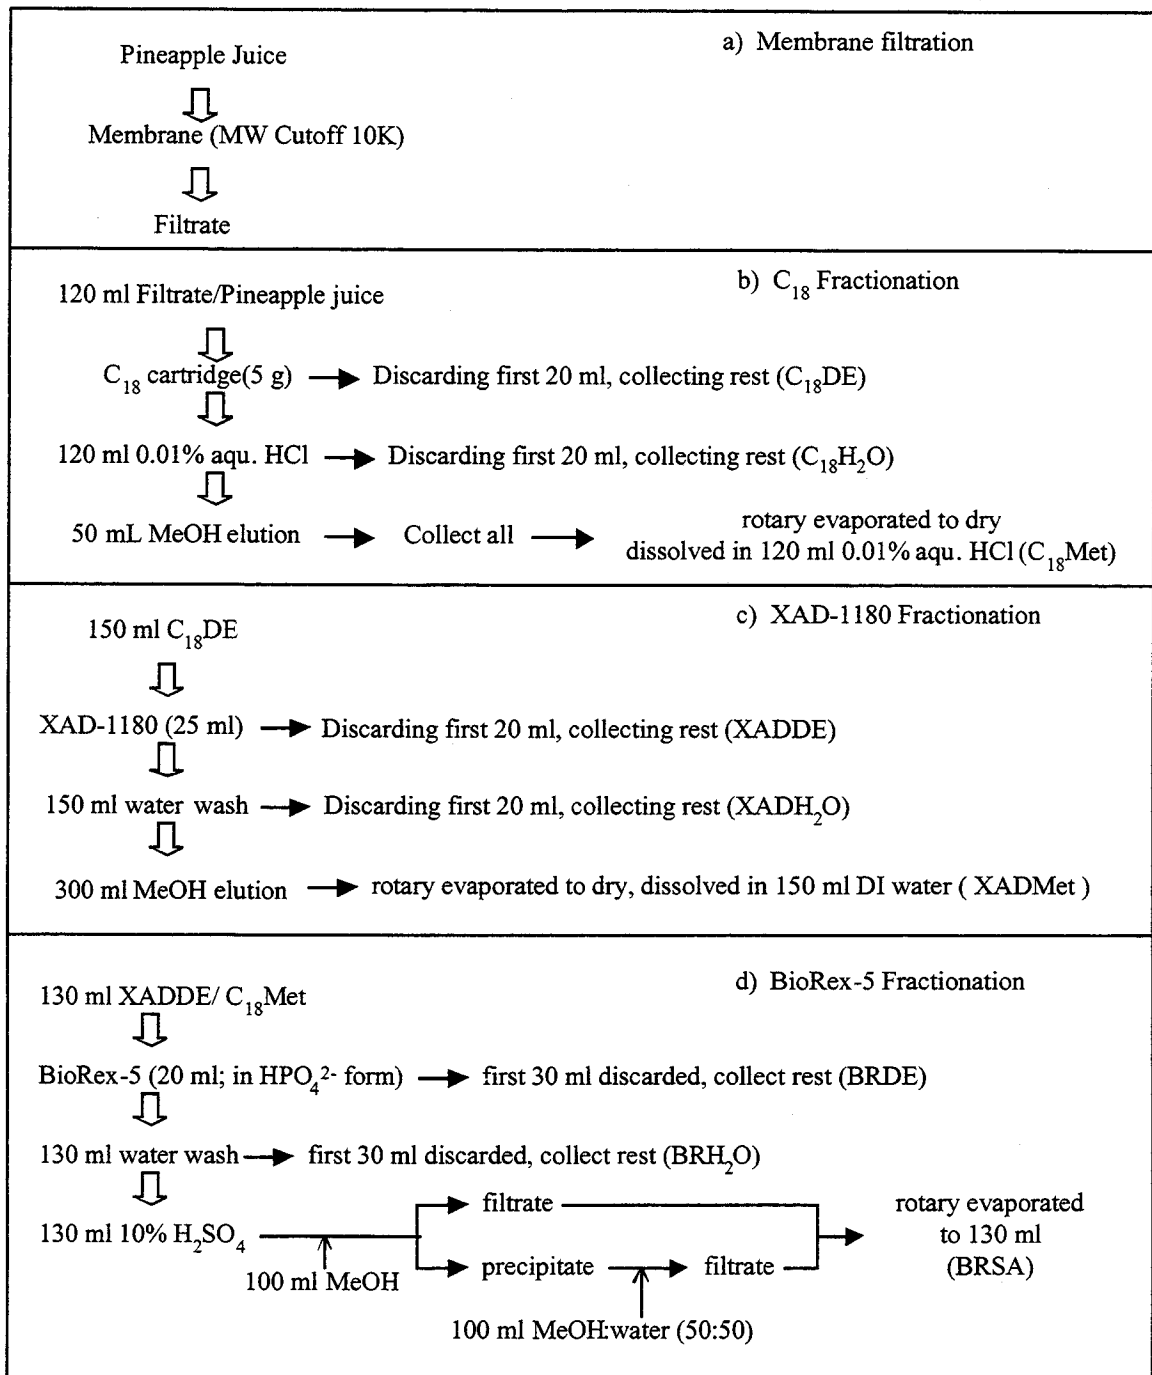 a) Membrane filtration
Pineapple Juice
Membrane (MW Cutoff 10K)
Filtrate
b) C18 Fractionation
120 ml Filtrate/Pineapple juice
C18 cartridge(5 g) Discarding first 20 ml, collecting rest (C18DE)
120 ml 0.01% aqu. HCl Discarding first 20 ml, collecting rest (C18H2O)
50 mL MeOH elution Collect all rotary evaporated to dry
dissolved in 120 ml 0.01% aqu. HCl (C18Met)
c) XAD-1180 Fractionation
150 ml C18DE
XAD-1180 (25 ml) Discarding first 20 ml, collecting rest (XADDE)
150 ml water wash Discarding first 20 ml, collecting rest (XADH2O)
300 ml MeOH elution rotary evaporated to dry, dissolved in 150 ml DI water ( XADMet )
d) BioRex-5 Fractionation
130 ml XADDE/ C18Met
BioRex-5 (20 ml; in HPO4 2- form) first 30 ml discarded, collect rest (BRDE)
130 ml water wash first 30 ml discarded, collect rest (BRH2O)
130 ml 10% H2SO4
100 ml MeOH
filtrate
precipitate filtrate
100 ml MeOH:water (50:50)
rotary evaporated
to 130 ml
(BRSA)